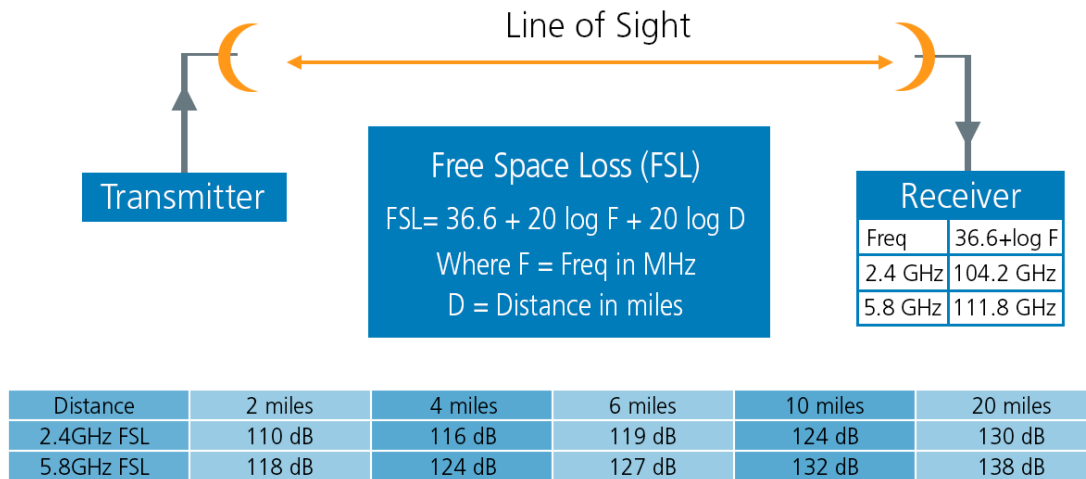 Line of Sight
Transmitter
Free Space Loss (FSL)
FSL= 36.6 + 20 log F + 20 log D
Where F = Freq in MHz
D = Distance in miles
Receiver
Freq 36.6+log F
2.4 GHz 104.2 GHz
5.8 GHz 111.8 GHz
Distance 2 miles 4 miles 6 miles 10 miles 20 miles
2.4GHz FSL 110 dB 116 dB 119 dB 124 dB 130 dB
5.8GHz FSL 118 dB 124 dB 127 dB 132 dB 138 dB